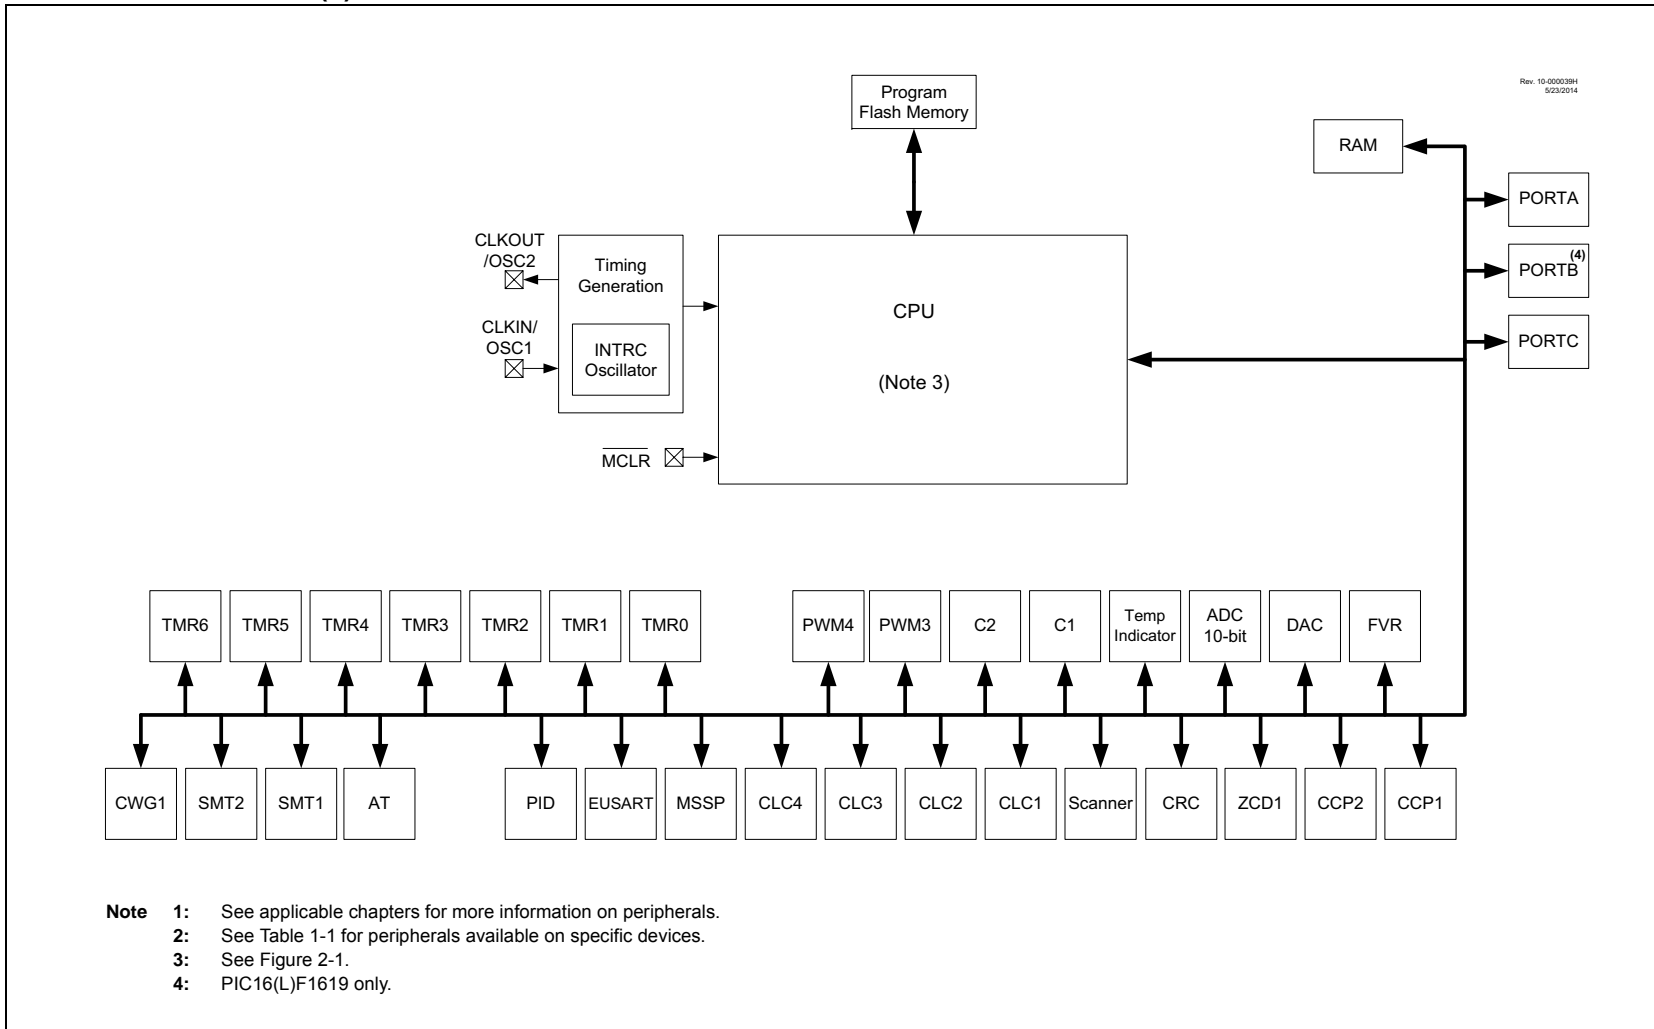 Rev. 10-000039H
5/23/2014
Program
Flash Memory
RAM
PORTA
PORTB
(4)
PORTC
CLKOUT
/OSC2
CLKIN/
OSC1
Timing
Generation
INTRC
Oscillator
MCLR
CPU
(Note 3)
TMR6
TMR5
TMR4
TMR3
TMR2
TMR1
TMR0
PWM4
PWM3
C2
C1
Temp
Indicator
ADC
10-bit
DAC
FVR
CWG1
SMT2
SMT1
AT
PID
EUSART
MSSP
CLC4
CLC3
CLC2
CLC1
Scanner
CRC
ZCD1
CCP2
CCP1
Note 1: See applicable chapters for more information on peripherals.
2: See Table 1-1 for peripherals available on specific devices.
3: See Figure 2-1.
4: PIC16(L)F1619 only.